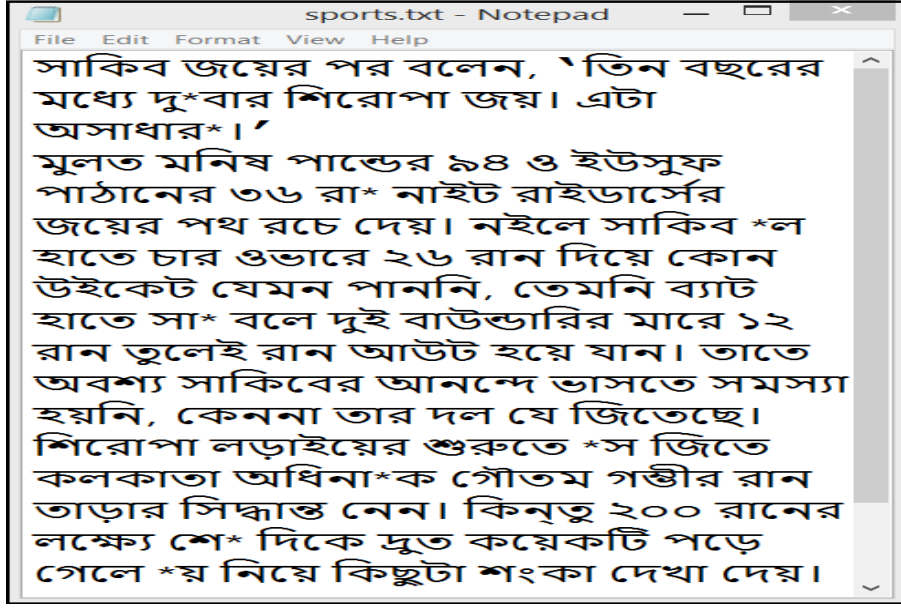 sports.txt - Notepad
File Edit Format View Help
সাকিব জয়ের পর বলেন, ‘তিন বছরের
মধ্যে দু*বার শিরোপা জয়। এটা
অসাধার*।’
মুলত মনিষ পান্ডের ৯৪ ও ইউসুফ
পাঠানের ৩৬ রা* নাইট রাইডার্সের
জয়ের পথ রচে দেয়। নইলে সাকিব *ল
হাতে চার ওভারে ২৬ রান দিয়ে কোন
উইকেট যেমন পাননি, তেমনি ব্যাট
হাতে সা* বলে দুই বাউন্ডারির মারে ১২
রান তুলেই রান আউট হয়ে যান। তাতে
অবশ্য সাকিবের আনন্দে ভাসতে সমস্যা
হয়নি, কেননা তার দল যে জিতেছে।
শিরোপা লড়াইয়ের শুরুতে *স জিতে
কলকাতা অধিনা*ক গৌতম গম্ভীর রান
তাড়ার সিদ্ধান্ত নেন। কিন্‌তু ২০০ রানের
লক্ষ্যে শে* দিকে দ্রুত কয়েকটি পড়ে
গেলে *য় নিয়ে কিছুটা শংকা দেখা দেয়।